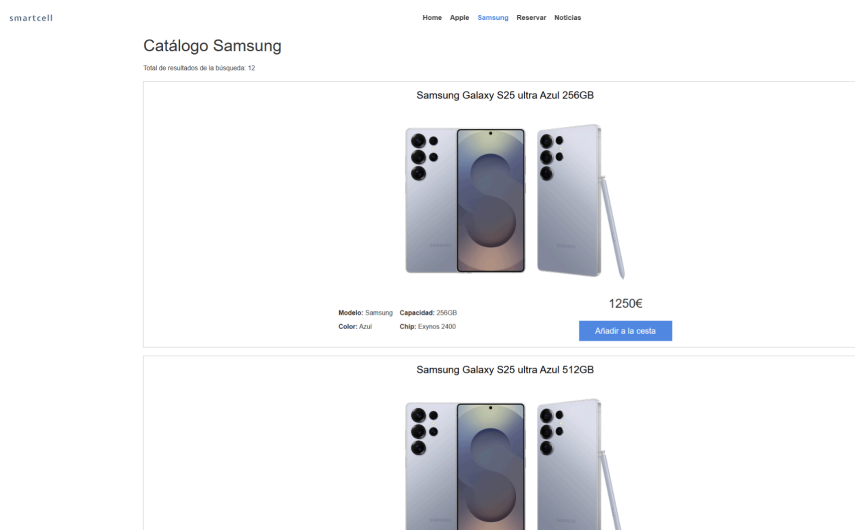 smartcell
Home Apple Samsung Reservar Noticias
Catálogo Samsung
Total de resultados de la búsqueda: 12
Samsung Galaxy S25 ultra Azul 256GB
1250€
Modelo: Samsung Capacidad: 256GB
Color: Azul Chip: Exynos 2400
Añadir a la cesta
Samsung Galaxy S25 ultra Azul 512GB